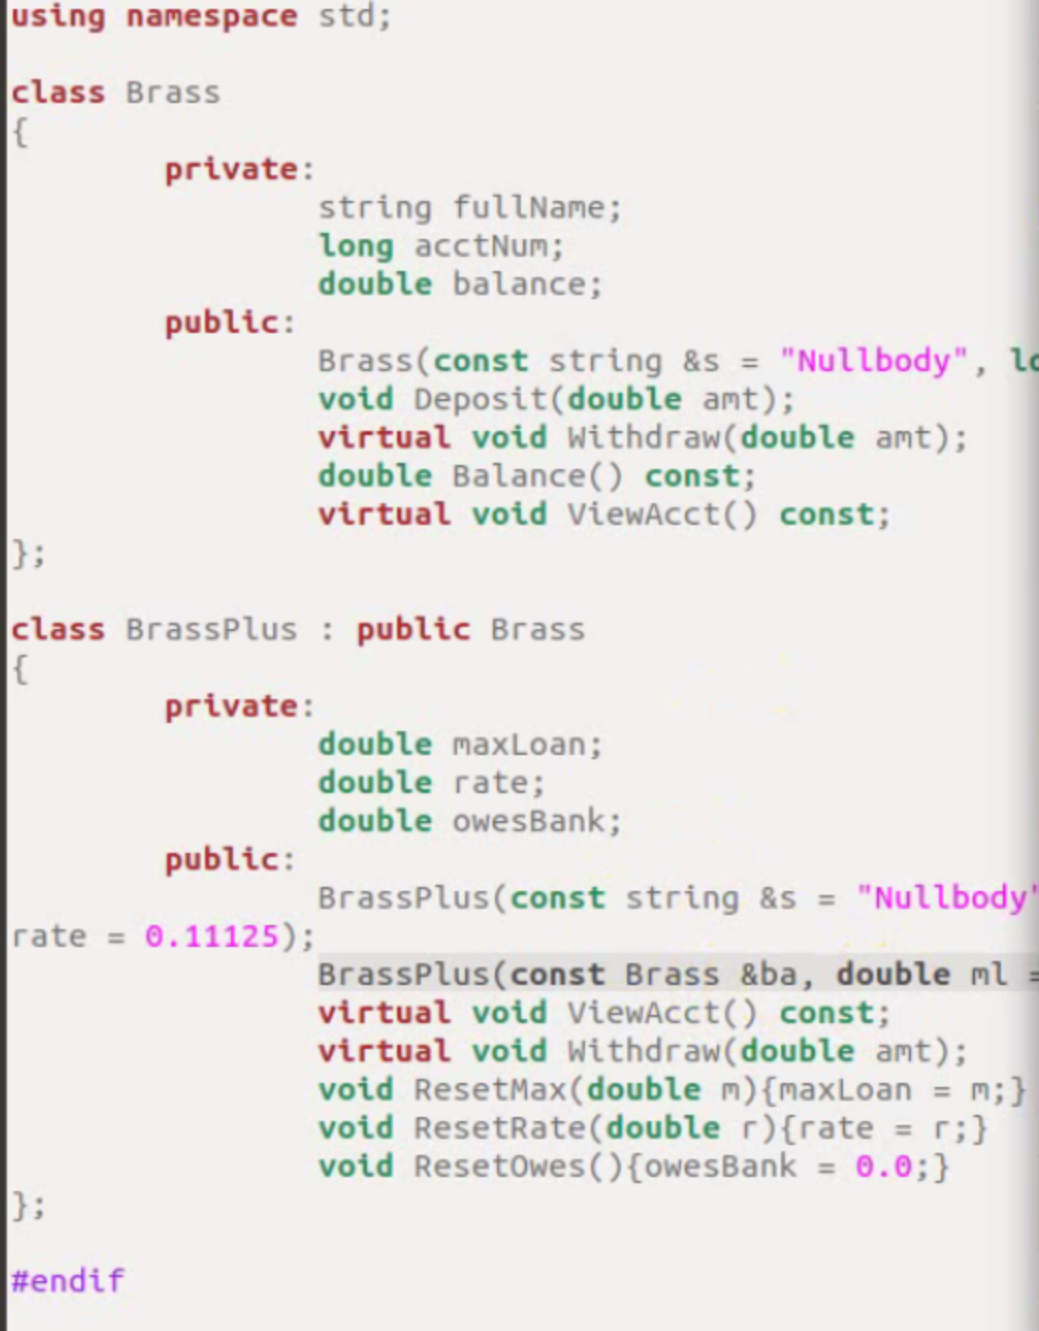 using namespace std;
class Brass
{
private:
string fullName;
long acctNum;
double balance;
public:
Brass(const string &s = "Nullbody",
void Deposit(double amt);
virtual void Withdraw(double amt);
double Balance() const;
virtual void ViewAcct() const;
};
class BrassPlus : public Brass
{
private:
double maxLoan;
double rate;
double owesBank;
public:
BrassPlus(const string &s = "Nullbody"
rate = 0.11125);
BrassPlus(const Brass &ba, double ml =
virtual void ViewAcct() const;
virtual void Withdraw(double amt);
void ResetMax(double m){maxLoan = m;}
void ResetRate(double r){rate = r;}
void ResetOwes(){owesBank = 0.0;}
};
#endif